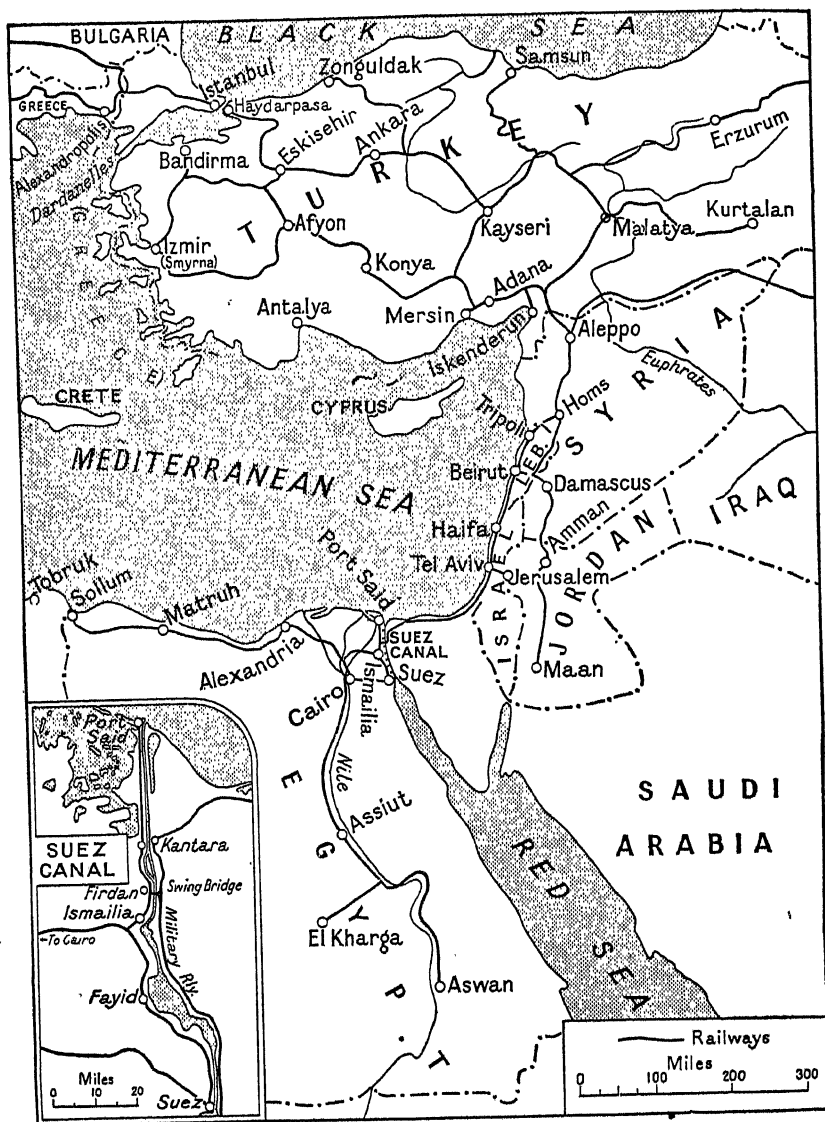 BULGARIA
BLACK SEA
GREECE
Alexandropolis
Istanbul
Haydarpasa
Zonguldak
Samsun
Dardanelles
Bandirma
Eskisehir
Ankara
TURKEY
Erzurum
Izmir
(Smyrna)
Afyon
Kayseri
Malatya
Kurtalan
Konya
GREECE
Antalya
Mersin
Adana
Iskenderun
Aleppo
CRETE
CYPRUS
Euphrates
Tripoli
Homs
SYRIA
LEB.
MEDITERRANEAN SEA
Beirut
Damascus
IRAQ
Haifa
Amman
Tel Aviv
Jerusalem
JORDAN
ISRAEL
Maan
Tobruk
Sollum
Matruh
Alexandria
Port Said
SUEZ
CANAL
Ismailia
Suez
Cairo
Nile
EGYPT
Assiut
El Kharga
Aswan
RED SEA
SAUDI
ARABIA
Port
Said
SUEZ
CANAL
Kantara
Firdan
Swing Bridge
Ismailia
To Cairo
Military Rly.
Fayid
Miles
0 10 20
Suez
Railways
Miles
0 100 200 300